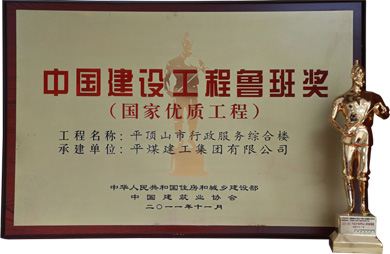 中国建设工程鲁班奖
（国家优质工程）
工程名称：平顶山市行政服务综合楼
承建单位：平煤建工集团有限公司
中华人民共和国住房和城乡建设部
中国建筑业协会
二〇一一年十一月